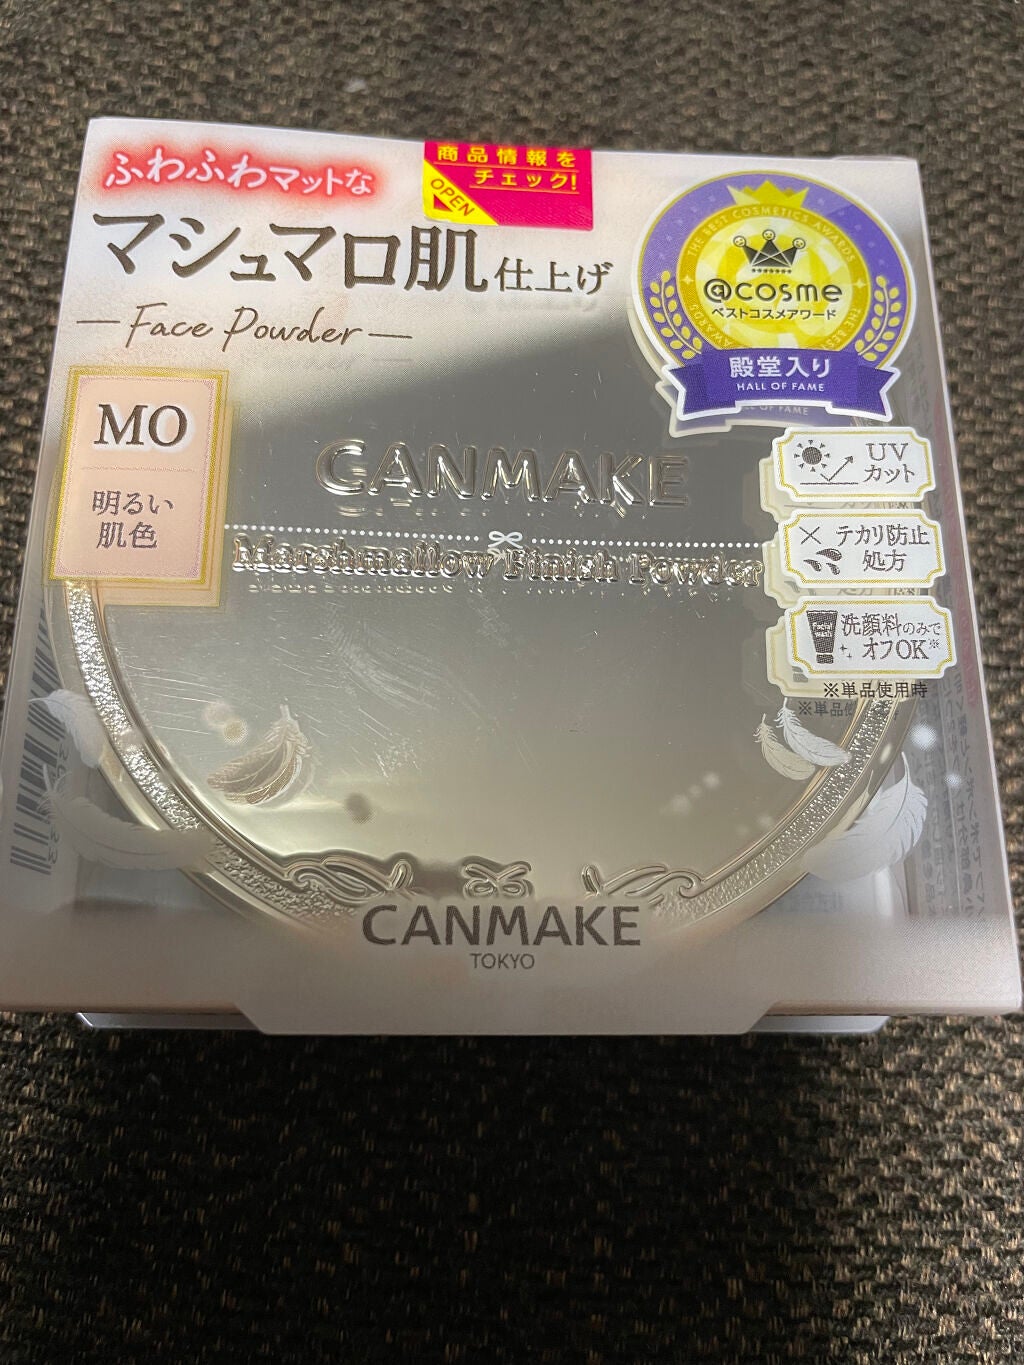 ふわふわマットな
商品情報を
チェック!
OPEN
マシュマロ肌仕上げ
Face Powder
THE BEST COSMETICS AWARDS
@cosme
ベストコスメアワード
殿堂入り
HALL OF FAME
MO
明るい
肌色
CANMAKE
Marshmallow Finish Powder
UV
カット
テカリ防止
処方
Facial
Wash
洗顔料のみで
オフOK※
※単品使用時
CANMAKE
TOKYO